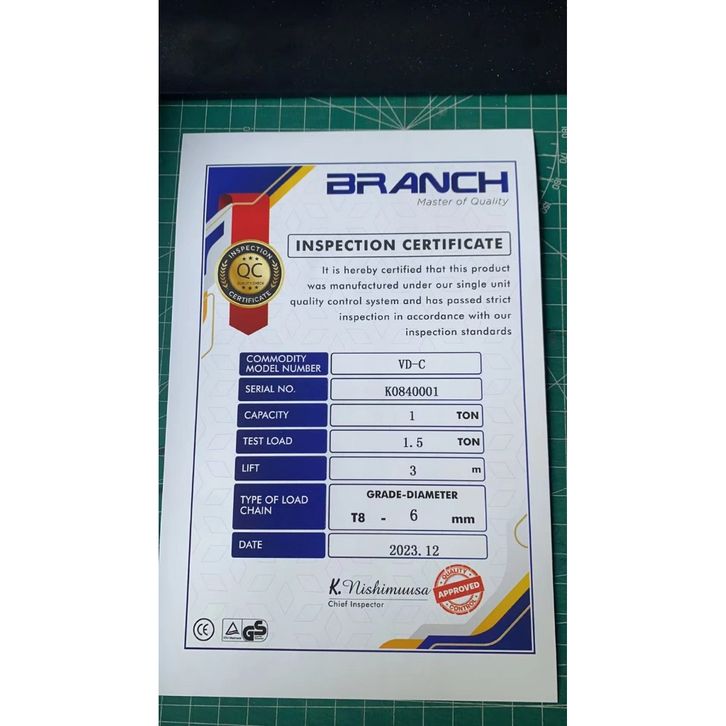 BRANCH
Master of Quality
INSPECTION CERTIFICATE
INSPECTION
QC
QUALITY CHECK
CERTIFICATE
It is hereby certified that this product
was manufactured under our single unit
quality control system and has passed strict
inspection in accordance with our
inspection standards
COMMODITY
MODEL NUMBER
VD-C
SERIAL NO.
K0840001
CAPACITY
1 TON
TEST LOAD
1.5 TON
LIFT
3 m
TYPE OF LOAD
CHAIN
GRADE-DIAMETER
T8 - 6 mm
DATE
2023.12
K. Nishimuusa
Chief Inspector
QUALITY
APPROVED
CONTROL
CE
GS